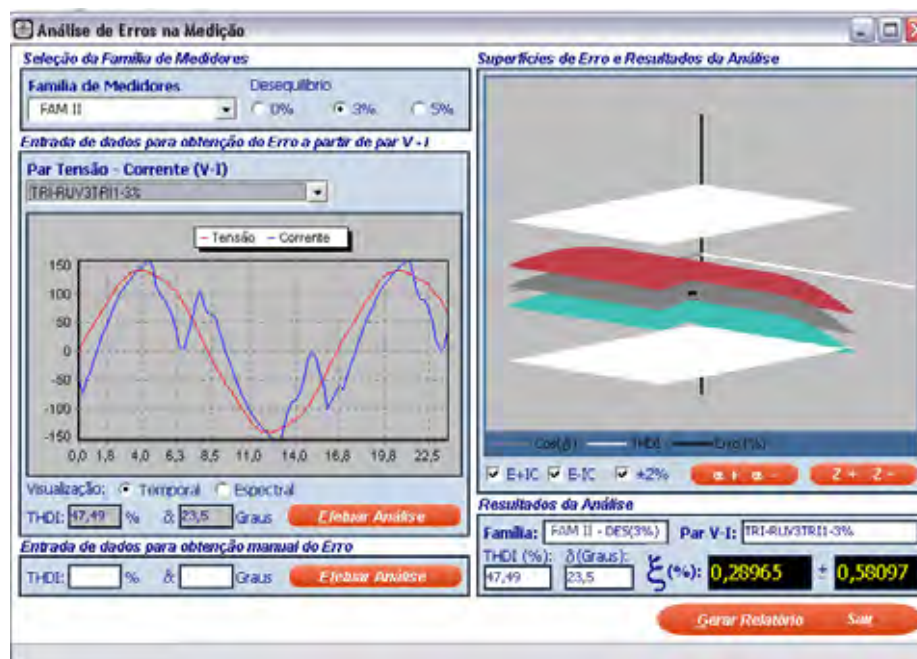 Análise de Erros na Medição
Seleção da Família de Medidores
Família de Medidores
Desequilíbrio
FAM II
0%
3%
5%
Entrada de dados para obtenção do Erro a partir de par V - I
Par Tensão - Corrente (V-I)
TRI-RUV3TRI1-3%
Tensão
Corrente
150
100
50
0
-50
-100
-150
0,0 1,8 4,0 6,3 8,5 11,0 14,0 16,8 19,8 22,5
Visualização: Temporal Espectral
THDI: 47,49 % δ: 23,5 Graus Efetuar Análise
Entrada de dados para obtenção manual do Erro
THDI: % δ: Graus Efetuar Análise
Superfícies de Erro e Resultados da Análise
Cos(δ) THDI Erro(%)
E+IC E-IC ±2% α + α - Z + Z -
Resultados da Análise
Família: FAM II - DES(3%) Par V-I: TRI-RUV3TRI1-3%
THDI (%): δ(Graus):
47,49 23,5 ξ(%): 0,28965 ± 0,58097
Gerar Relatório Sair